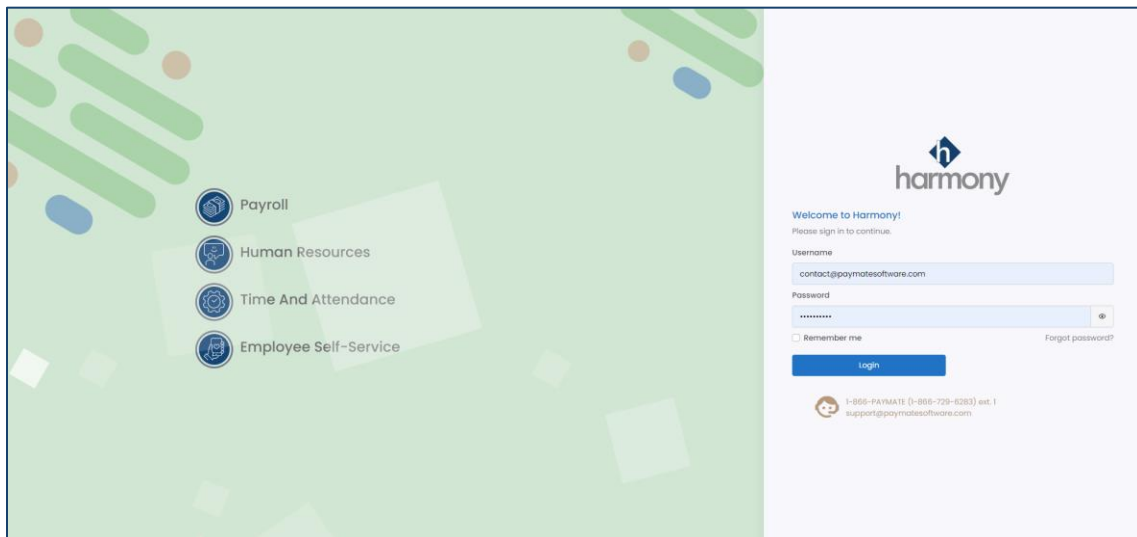 Payroll
Human Resources
Time And Attendance
Employee Self-Service
h
harmony
Welcome to Harmony!
Please sign in to continue.
Username
contact@paymatesoftware.com
Password
••••••••••
Remember me
Forgot password?
Login
1-866-PAYMATE (1-866-729-6283) ext. 1
support@paymatesoftware.com